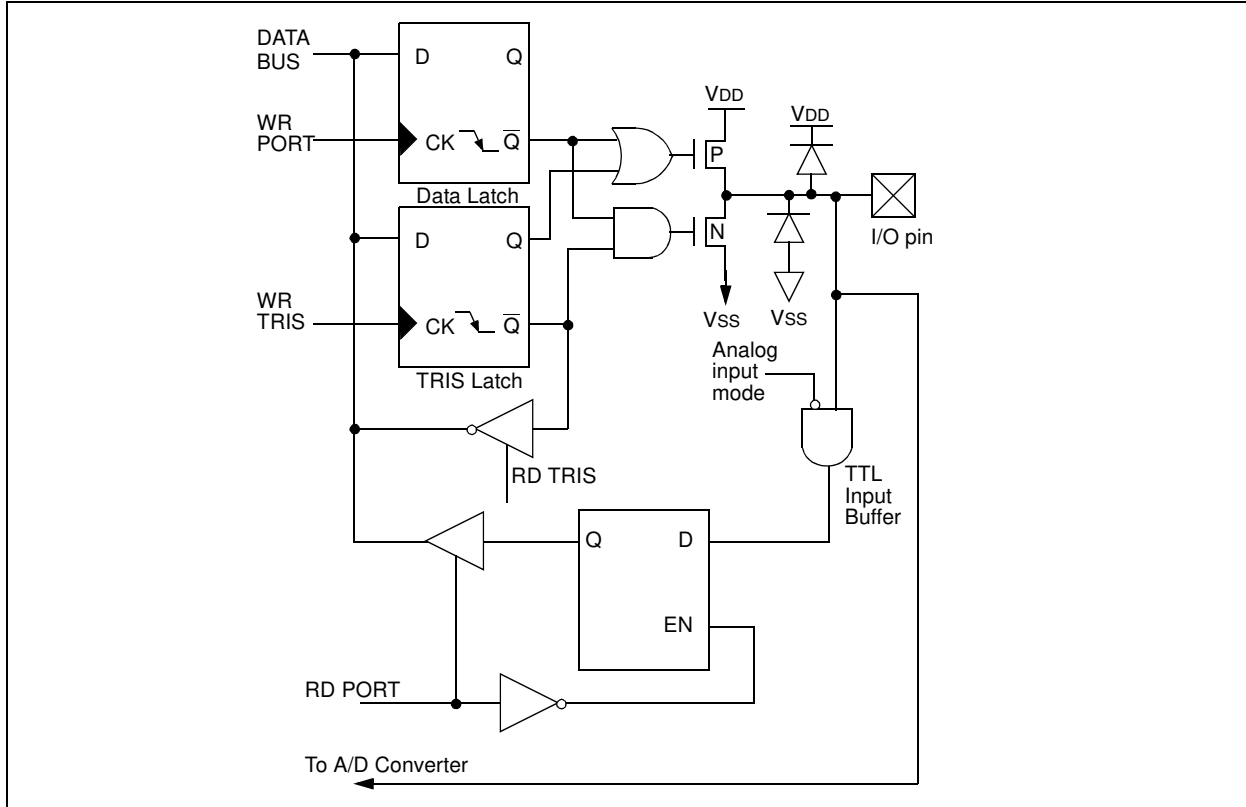 DATA
BUS
D
Q
WR
PORT
CK
Q
Data Latch
VDD
P
VDD
I/O pin
D
Q
N
WR
TRIS
CK
Q
TRIS Latch
VSS
VSS
Analog
input
mode
RD TRIS
TTL
Input
Buffer
Q
D
EN
RD PORT
To A/D Converter